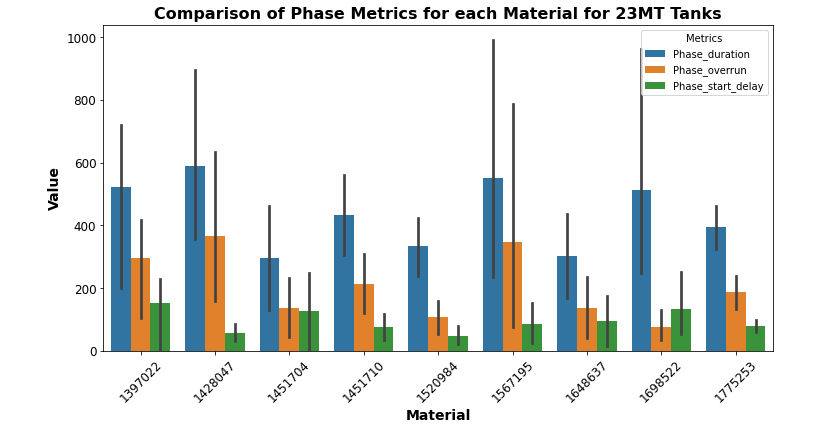 Comparison of Phase Metrics for each Material for 23MT Tanks
Metrics
Phase_duration
Phase_overrun
Phase_start_delay
Value
1000
800
600
400
200
0
1397022
1428047
1451704
1451710
1520984
1567195
1648637
1698522
1775253
Material